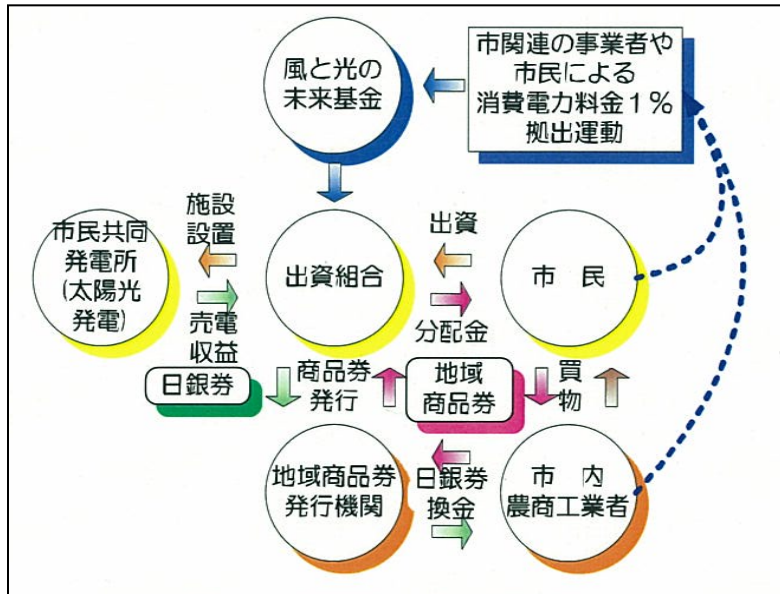 風と光の
未来基金
市関連の事業者や
市民による
消費電力料金1%
拠出運動
施設
設置
市民共同
発電所
(太陽光
発電)
出資組合
出資
市　民
売電
収益
分配金
日銀券
商品券
発行
地域
商品券
買
物
地域商品券
発行機関
日銀券
換金
市　内
農商工業者